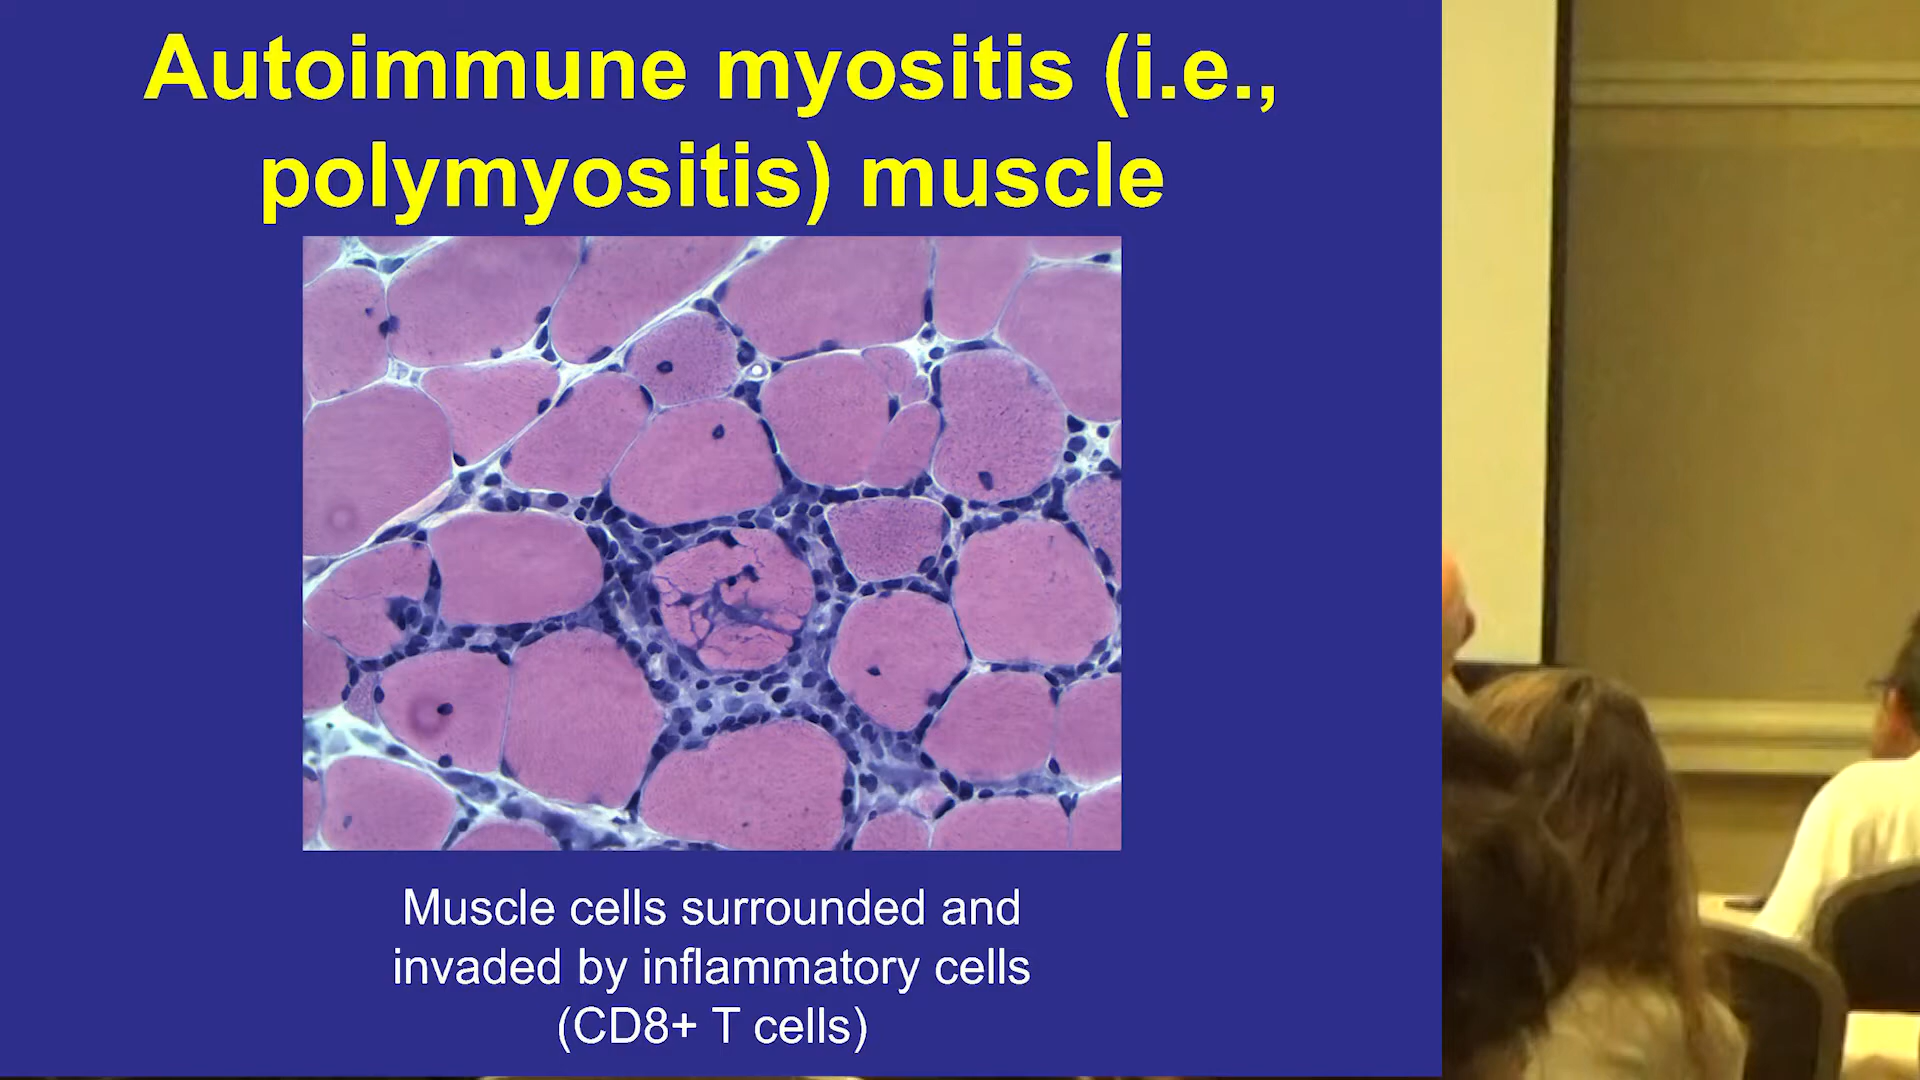 Autoimmune myositis (i.e.,
polymyositis) muscle
Muscle cells surrounded and
invaded by inflammatory cells
(CD8+ T cells)